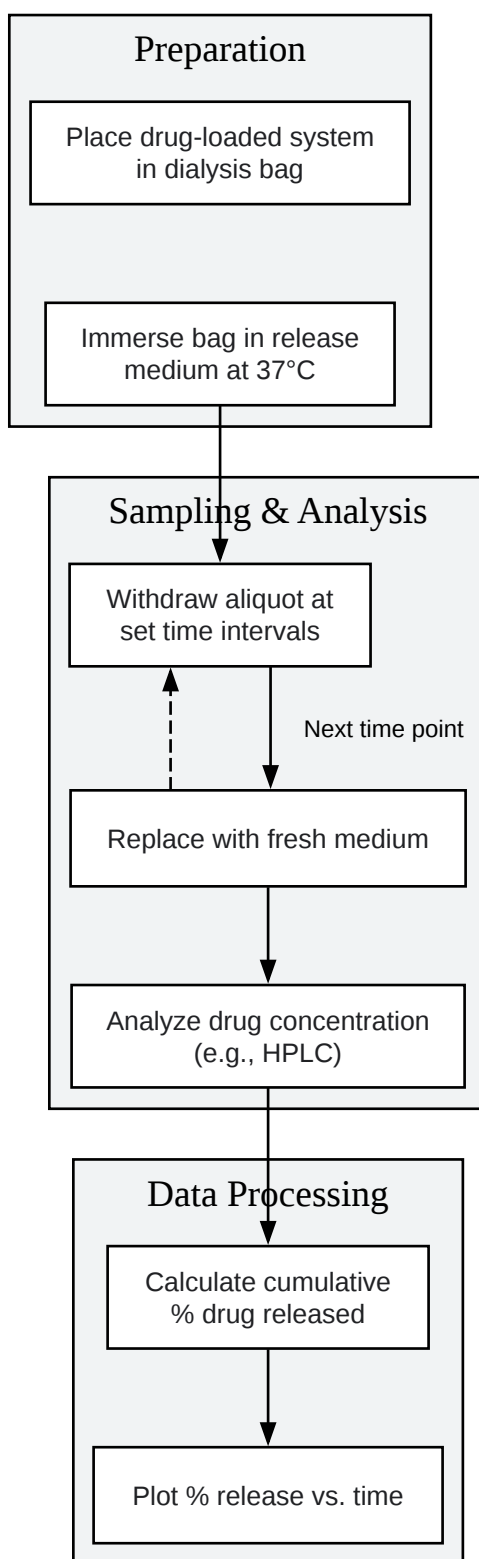 Preparation
Place drug-loaded system
in dialysis bag
Immerse bag in release
medium at 37°C
Sampling & Analysis
Withdraw aliquot at
set time intervals
Next time point
Replace with fresh medium
Analyze drug concentration
(e.g., HPLC)
Data Processing
Calculate cumulative
% drug released
Plot % release vs. time